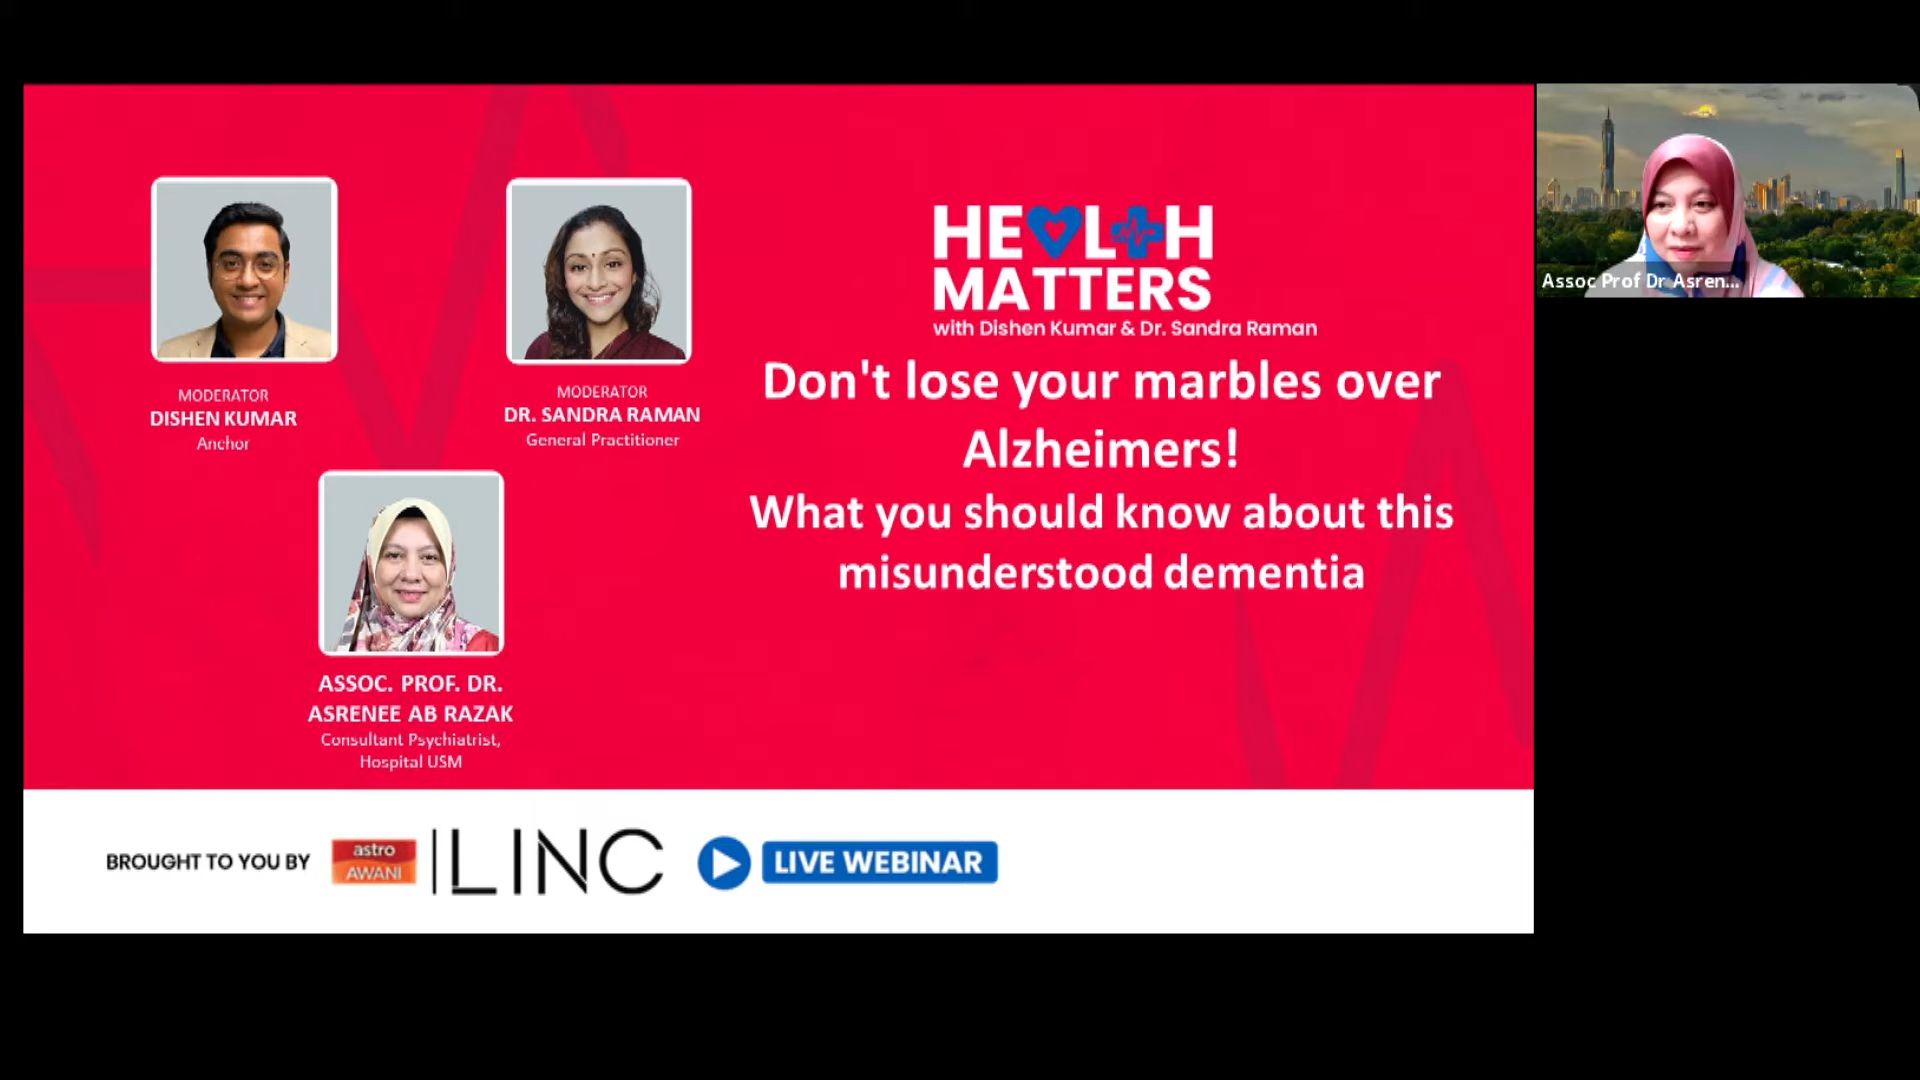 MODERATOR
DISHEN KUMAR
Anchor
MODERATOR
DR. SANDRA RAMAN
General Practitioner
ASSOC. PROF. DR.
ASRENEE AB RAZAK
Consultant Psychiatrist,
Hospital USM
HEALTH
MATTERS
with Dishen Kumar & Dr. Sandra Raman
Don't lose your marbles over
Alzheimers!
What you should know about this
misunderstood dementia
BROUGHT TO YOU BY
astro
AWANI
LINC
LIVE WEBINAR
Assoc Prof Dr Asren...